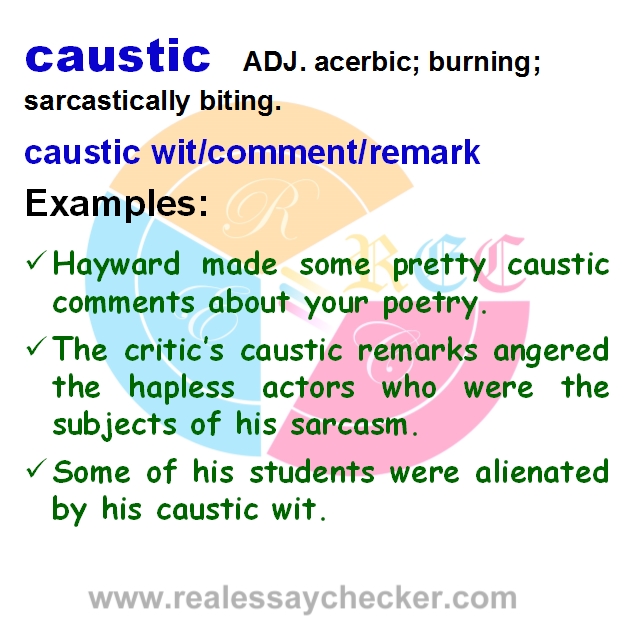 caustic ADJ. acerbic; burning;
sarcastically biting.
caustic wit/comment/remark
Examples:
✓ Hayward made some pretty caustic
comments about your poetry.
✓ The critic's caustic remarks angered
the hapless actors who were the
subjects of his sarcasm.
✓ Some of his students were alienated
by his caustic wit.
R
REC
E
C
www.realessaychecker.com